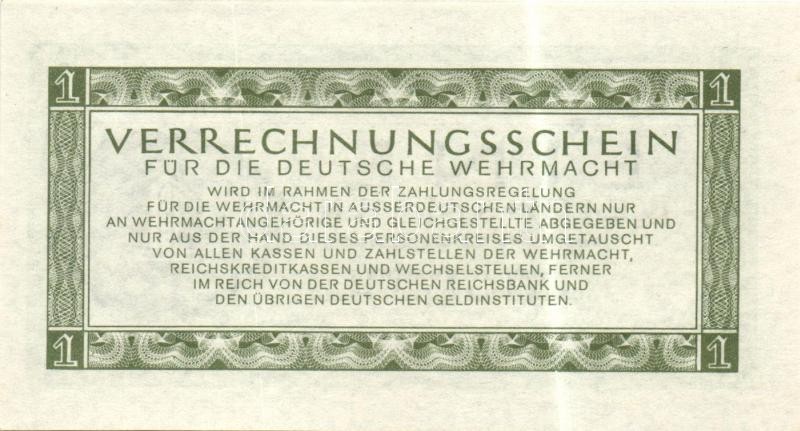 1 1
VERRECHNUNGSSCHEIN
FÜR DIE DEUTSCHE WEHRMACHT
WIRD IM RAHMEN DER ZAHLUNGSREGELUNG
FÜR DIE WEHRMACHT IN AUSSERDEUTSCHEN LÄNDERN NUR
AN WEHRMACHTANGEHÖRIGE UND GLEICHGESTELLTE ABGEGEBEN UND
NUR AUS DER HAND DIESES PERSONENKREISES UMGETAUSCHT
VON ALLEN KASSEN UND ZAHLSTELLEN DER WEHRMACHT,
REICHSKREDITKASSEN UND WECHSELSTELLEN, FERNER
IM REICH VON DER DEUTSCHEN REICHSBANK UND
DEN ÜBRIGEN DEUTSCHEN GELDINSTITUTEN.
1 1